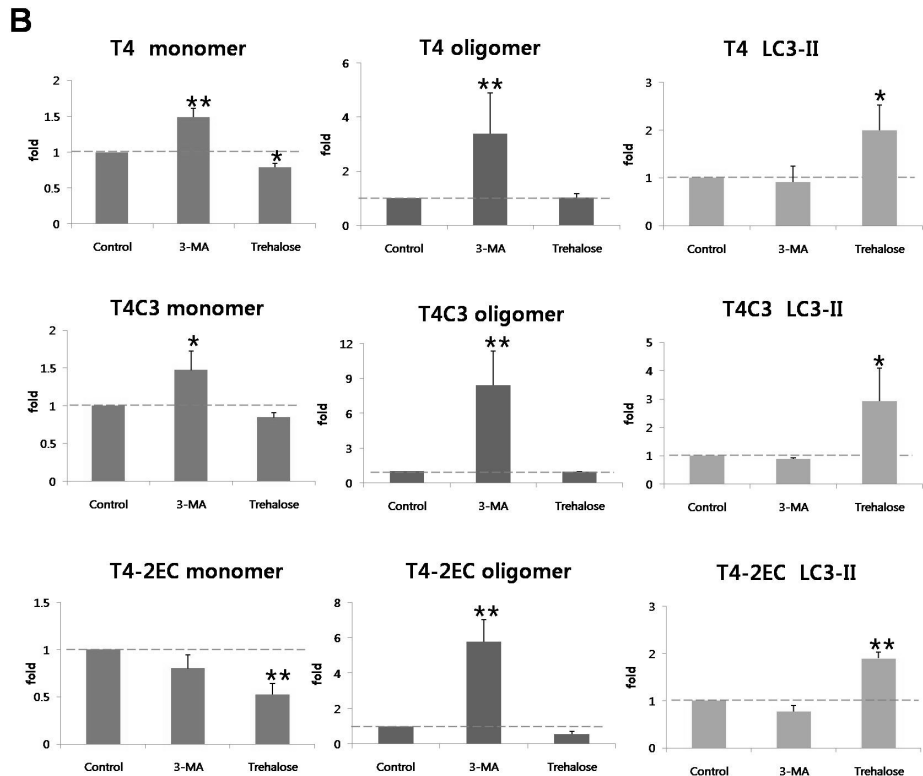 B
T4 monomer
2
1.5
1
0.5
0
fold
**
*
Control 3-MA Trehalose
T4 oligomer
6
4
2
0
fold
**
Control 3-MA Trehalose
T4 LC3-II
3
2
1
0
fold
*
Control 3-MA Trehalose
T4C3 monomer
2
1.5
1
0.5
0
fold
*
Control 3-MA Trehalose
T4C3 oligomer
12
9
6
3
0
fold
**
Control 3-MA Trehalose
T4C3 LC3-II
5
4
3
2
1
0
fold
*
Control 3-MA Trehalose
T4-2EC monomer
1.5
1
0.5
0
fold
**
Control 3-MA Trehalose
T4-2EC oligomer
8
6
4
2
0
fold
**
Control 3-MA Trehalose
T4-2EC LC3-II
3
2
1
0
fold
**
Control 3-MA Trehalose